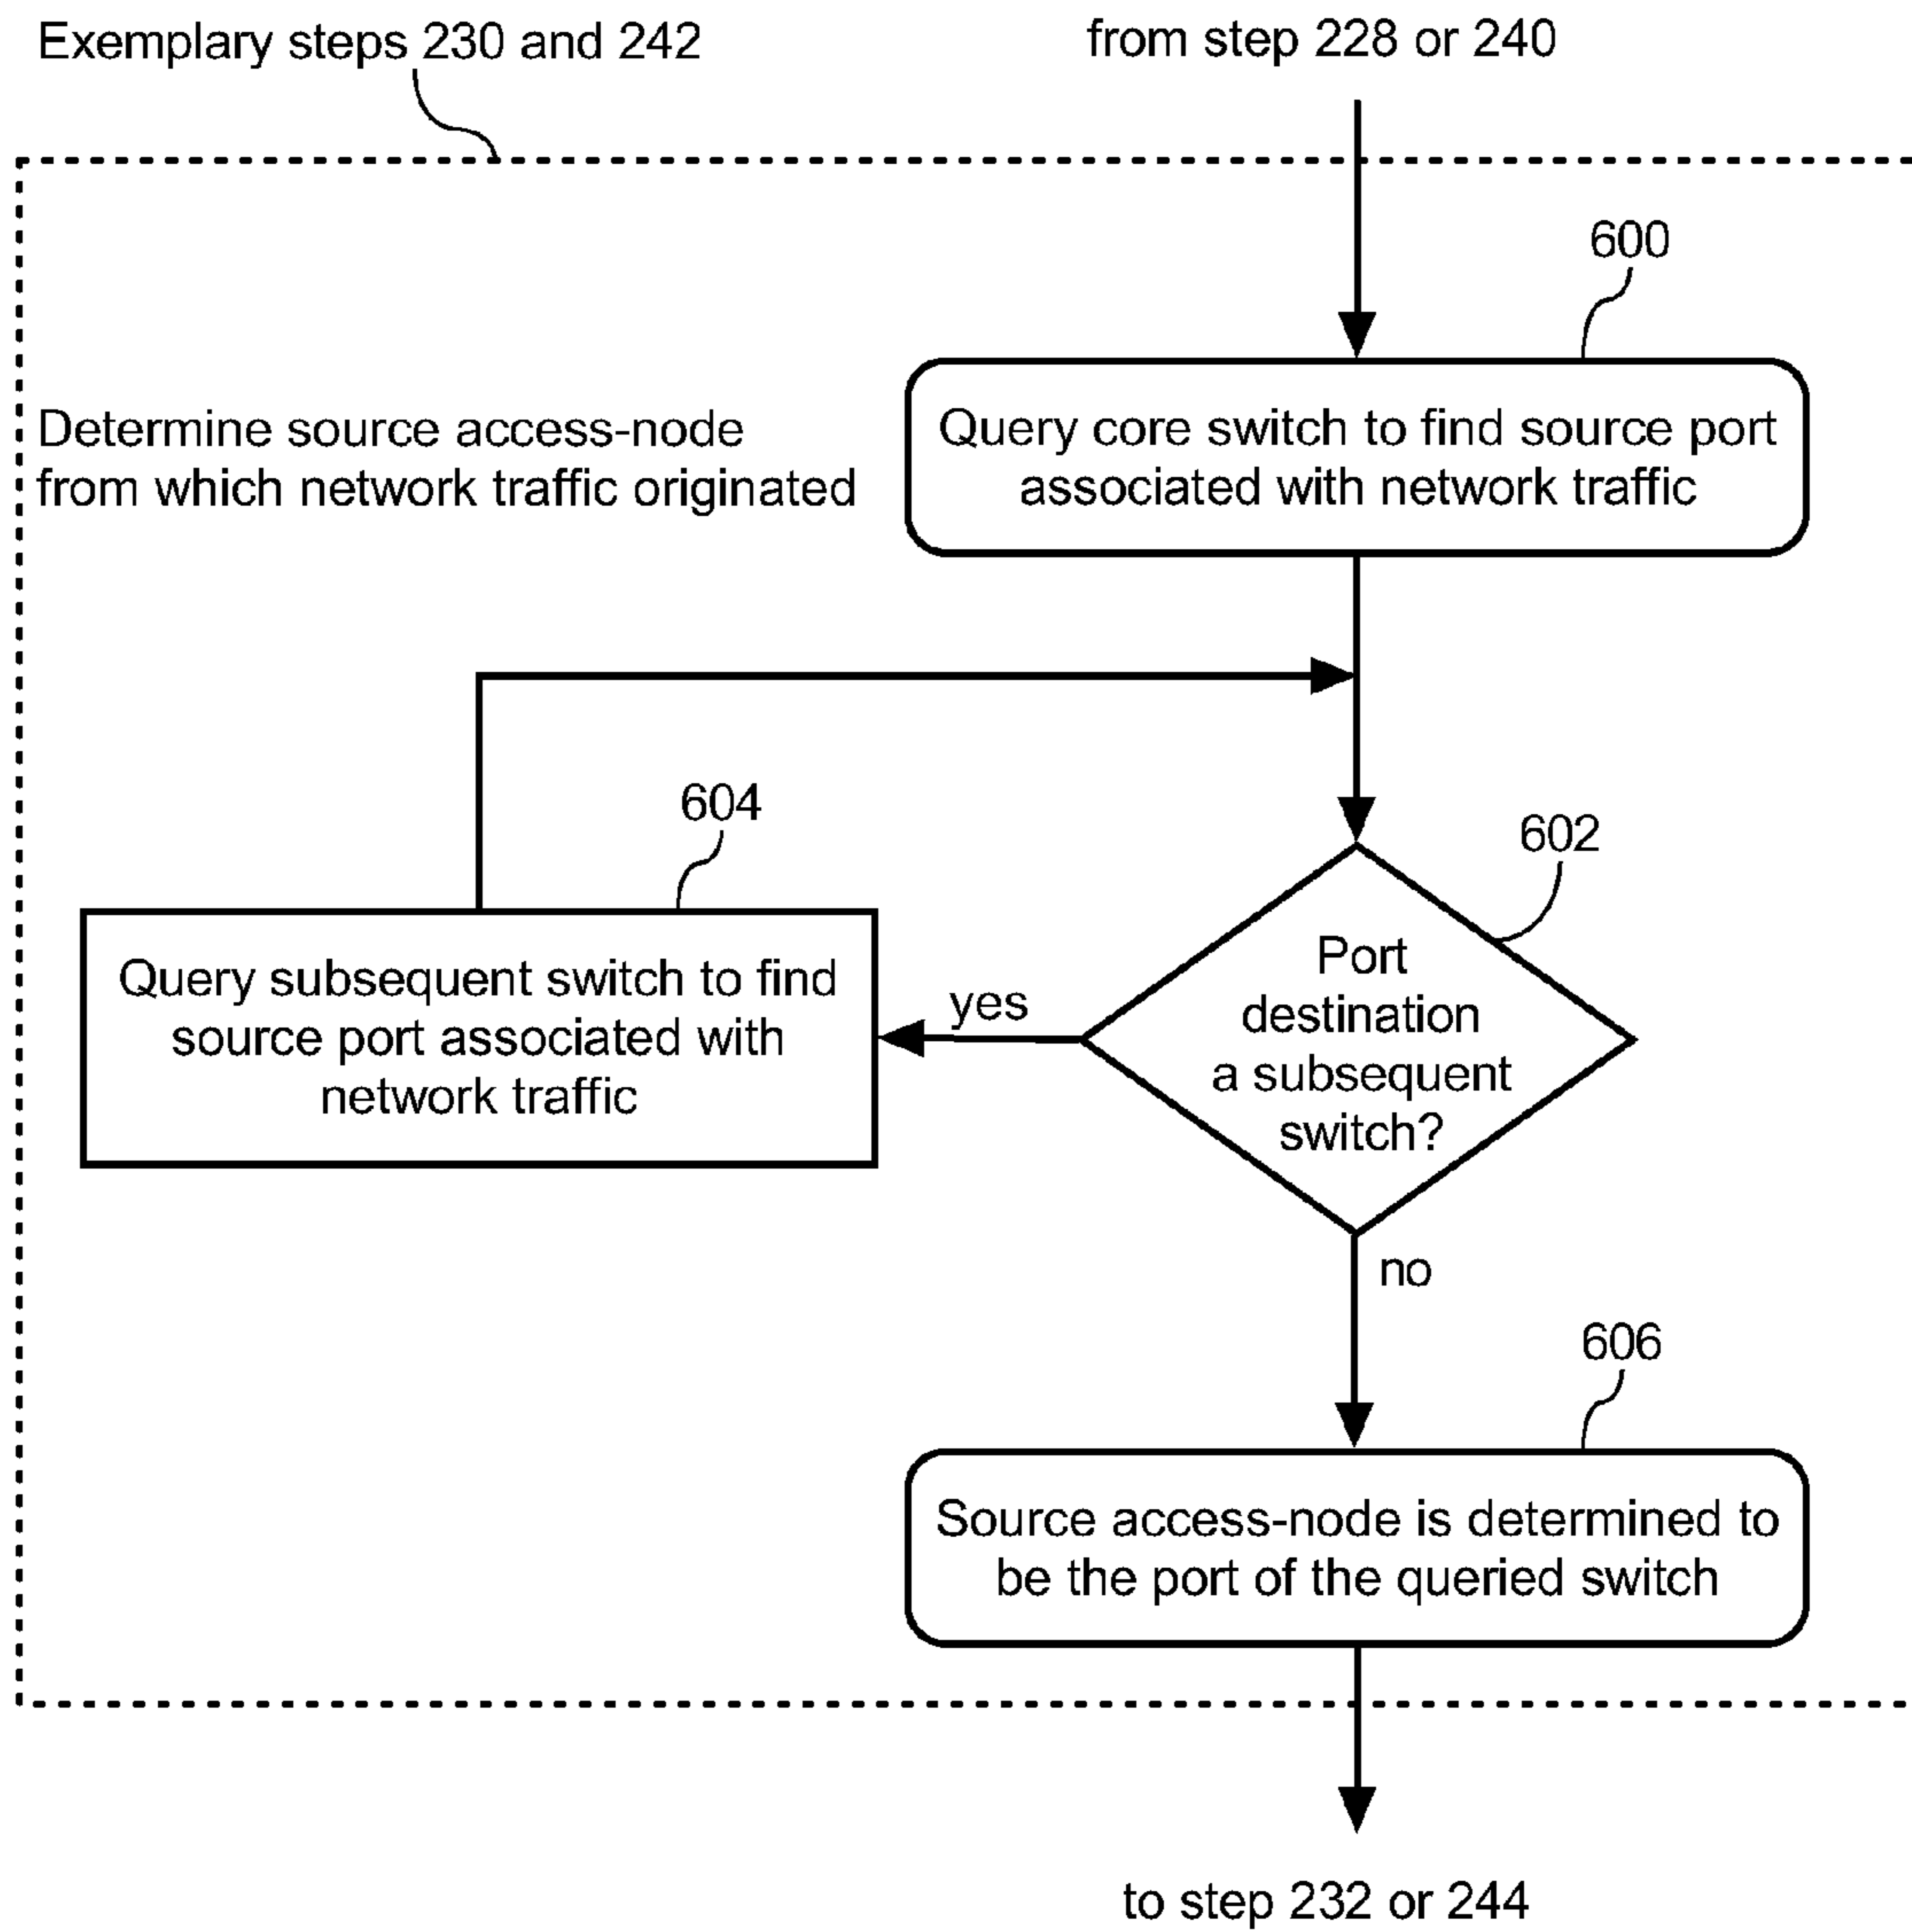 Exemplary steps 230 and 242
from step 228 or 240
600
Determine source access-node
from which network traffic originated
Query core switch to find source port
associated with network traffic
604
602
Query subsequent switch to find
source port associated with
network traffic
yes
Port
destination
a subsequent
switch?
no
606
Source access-node is determined to
be the port of the queried switch
to step 232 or 244